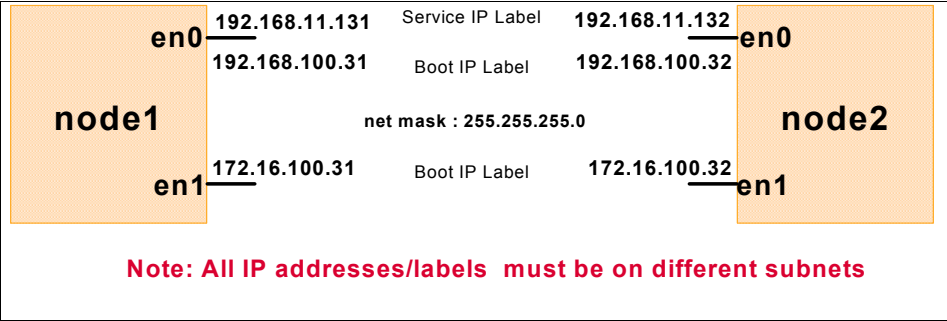 192.168.11.131 Service IP Label 192.168.11.132
en0 en0
192.168.100.31 Boot IP Label 192.168.100.32
node1 net mask : 255.255.255.0 node2
172.16.100.31 Boot IP Label 172.16.100.32
en1 en1
Note: All IP addresses/labels must be on different subnets